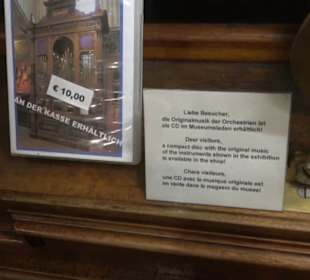 € 10,00
AN DER KASSE ERHÄLTLICH
Liebe Besucher,
die Originalmusik der Orchestrien ist
als CD im Museumsladen erhältlich!
Dear visitors,
a compact disc with the original music
of the instruments shown in the exhibition
is available in the shop!
Chers visiteurs,
une CD avec la musique originale est
en vente dans le magasin du musee!